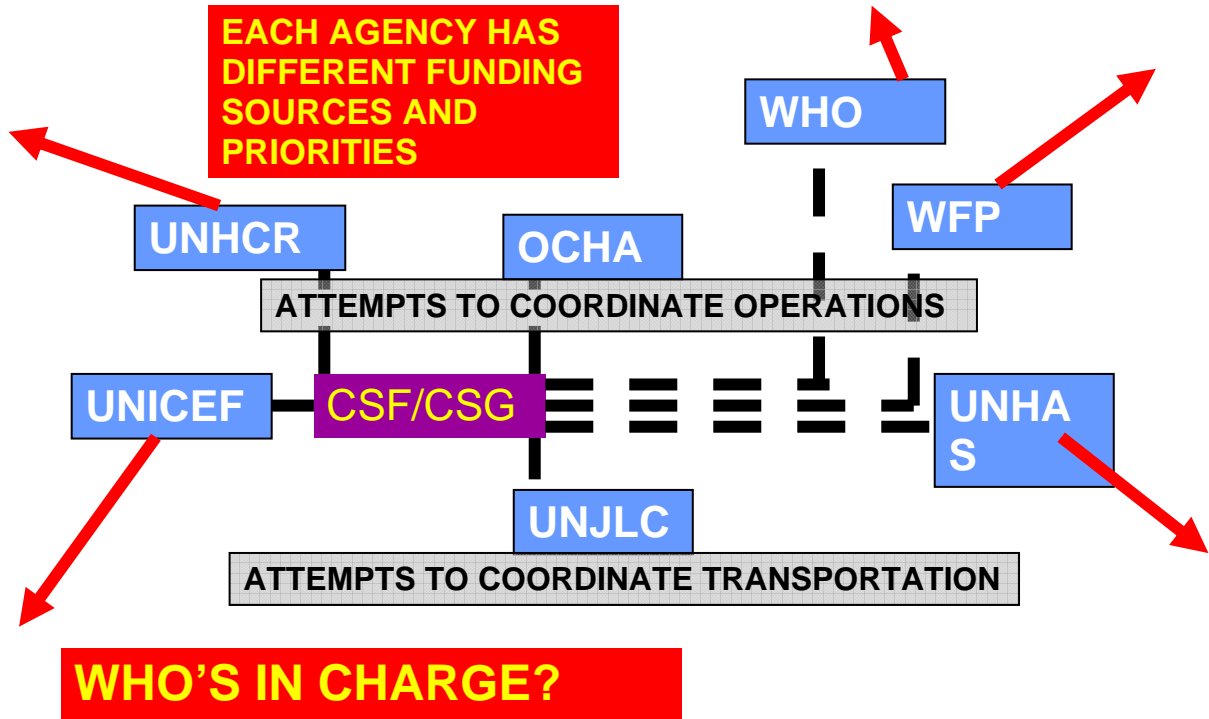 EACH AGENCY HAS
DIFFERENT FUNDING
SOURCES AND
PRIORITIES
WHO
WFP
UNHCR
OCHA
ATTEMPTS TO COORDINATE OPERATIONS
UNICEF
CSF/CSG
UNHA
S
UNJLC
ATTEMPTS TO COORDINATE TRANSPORTATION
WHO’S IN CHARGE?